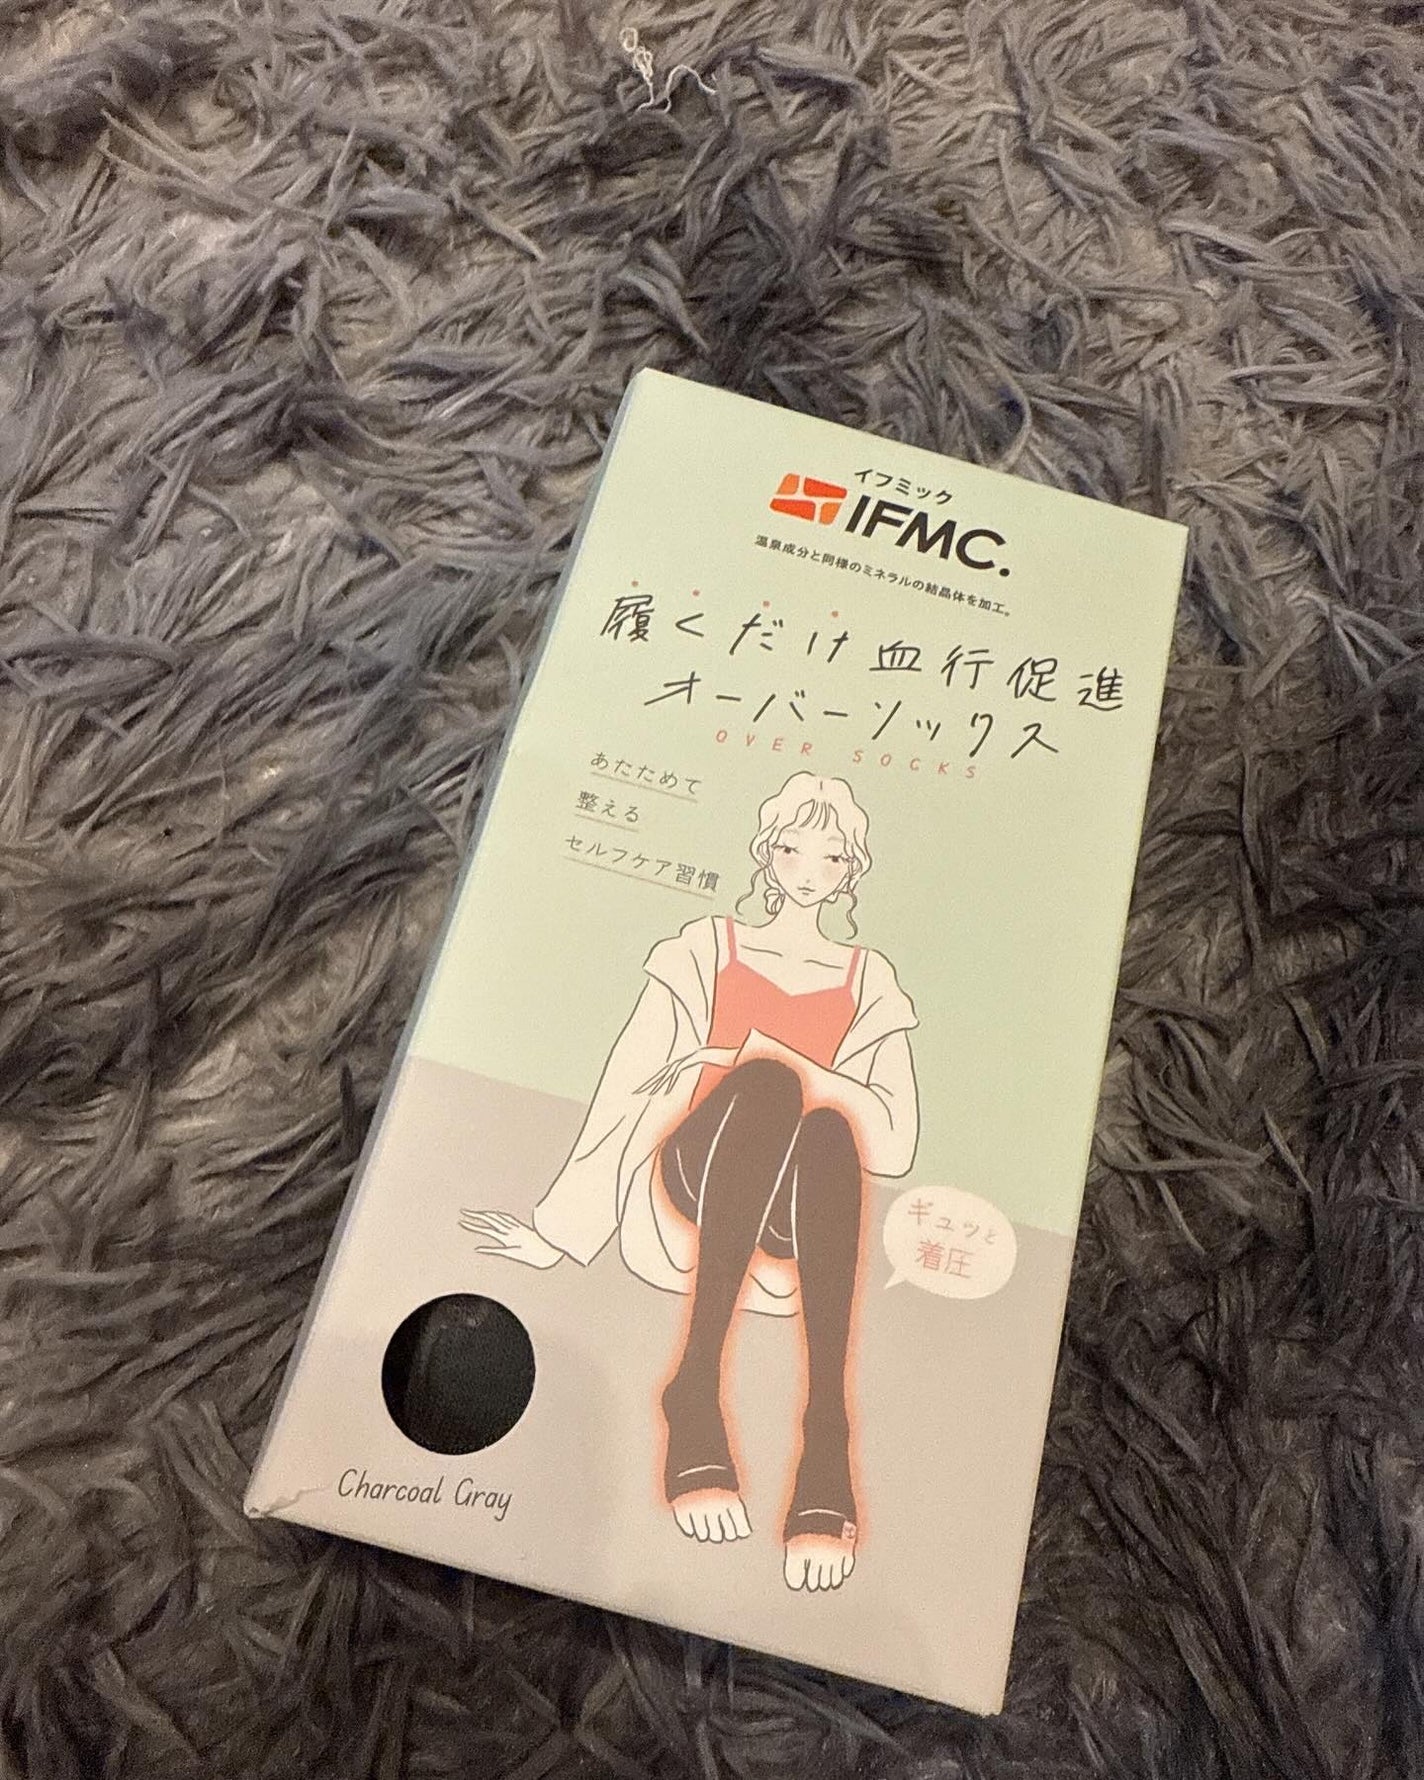 イフミック
IFMC.
温泉成分と同様のミネラルの結晶体を加工。
履くだけ血行促進
オーバーソックス
OVER SOCKS
あたためて
整える
セルフケア習慣
ギュッと
着圧
Charcoal Gray